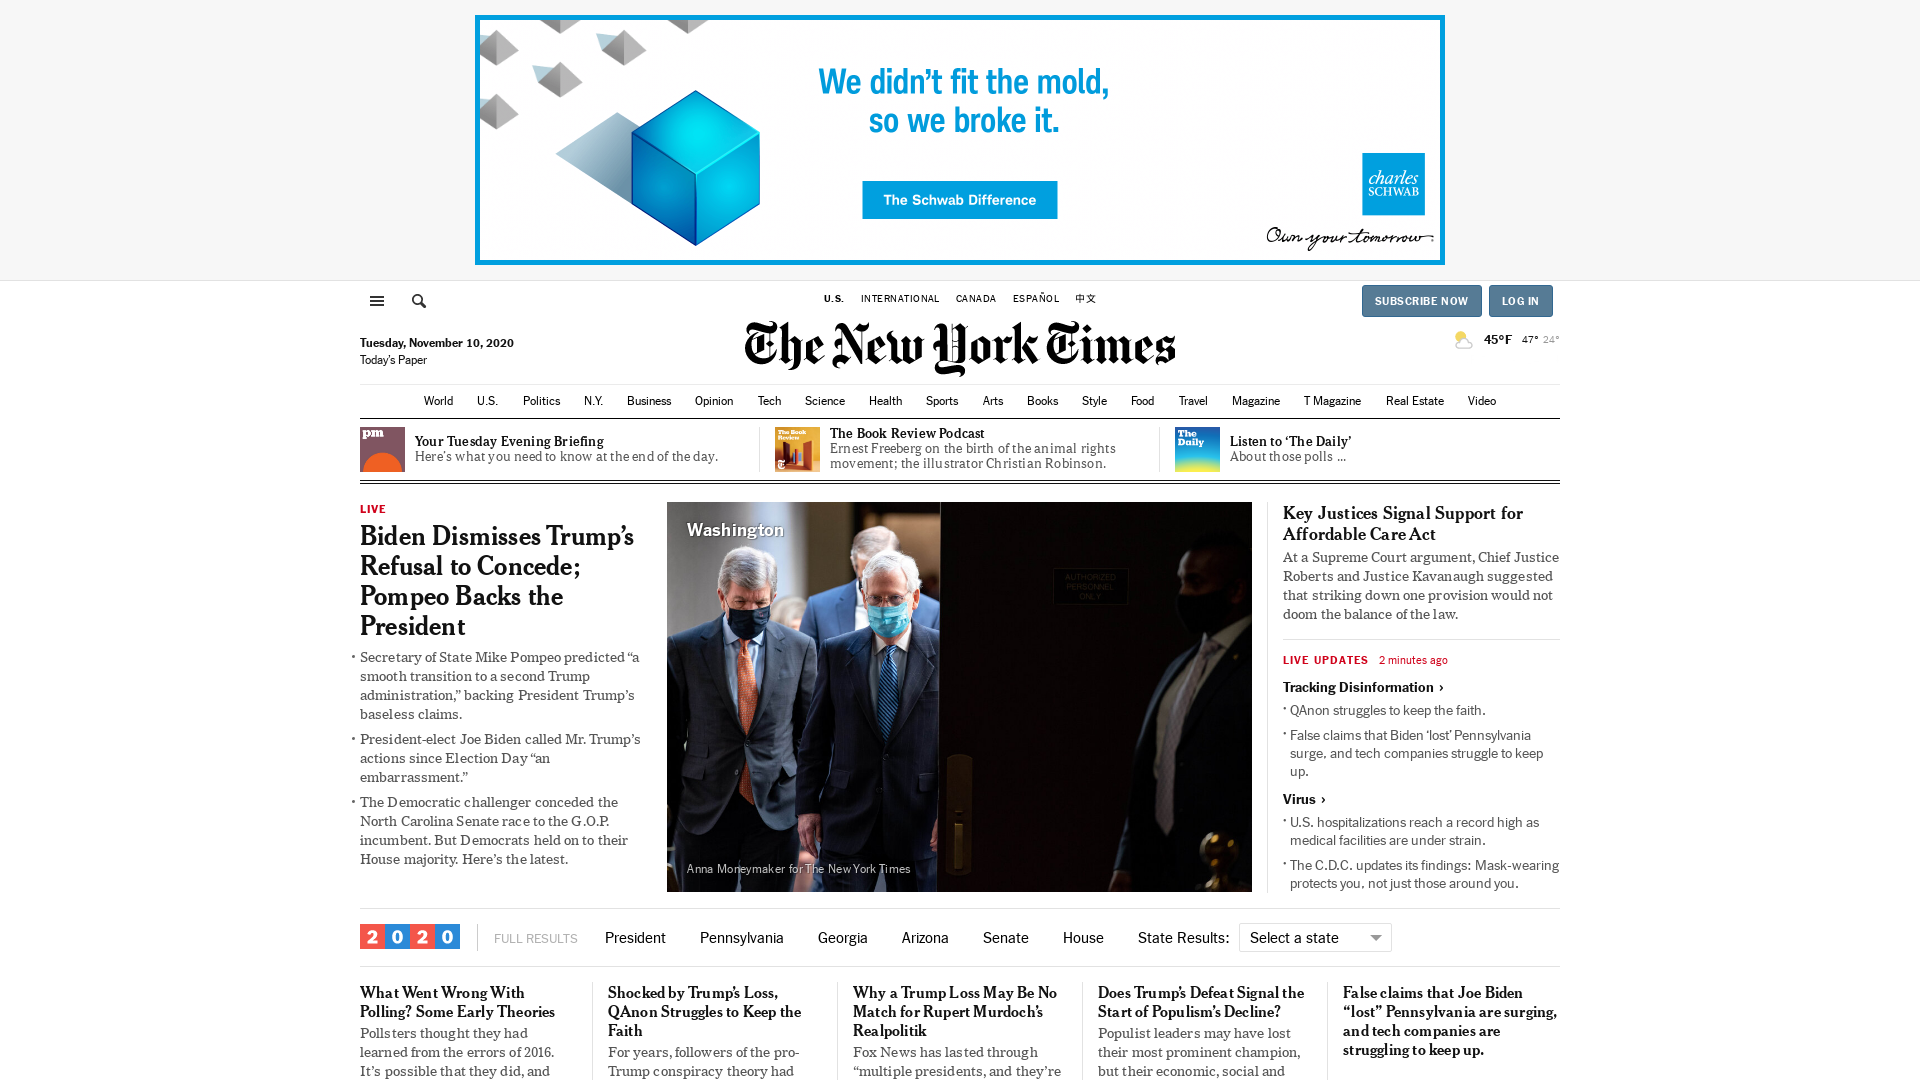 We didn't fit the mold,
so we broke it.
The Schwab Difference
charles
SCHWAB
Own your tomorrow.
U.S.
INTERNATIONAL
CANADA
ESPAÑOL
中文
SUBSCRIBE NOW
LOG IN
Tuesday, November 10, 2020
Today's Paper
The New York Times
45°F 47° 24°
World
U.S.
Politics
N.Y.
Business
Opinion
Tech
Science
Health
Sports
Arts
Books
Style
Food
Travel
Magazine
T Magazine
Real Estate
Video
pm
Your Tuesday Evening Briefing
Here's what you need to know at the end of the day.
The Book
Review
The Book Review Podcast
Ernest Freeberg on the birth of the animal rights
movement; the illustrator Christian Robinson.
The
Daily
Listen to ‘The Daily’
About those polls ...
LIVE
Biden Dismisses Trump’s
Refusal to Concede;
Pompeo Backs the
President
• Secretary of State Mike Pompeo predicted “a
smooth transition to a second Trump
administration,” backing President Trump’s
baseless claims.
• President-elect Joe Biden called Mr. Trump’s
actions since Election Day “an
embarrassment.”
• The Democratic challenger conceded the
North Carolina Senate race to the G.O.P.
incumbent. But Democrats held on to their
House majority. Here’s the latest.
Washington
AUTHORIZED
PERSONNEL
ONLY
Anna Moneymaker for The New York Times
Key Justices Signal Support for
Affordable Care Act
At a Supreme Court argument, Chief Justice
Roberts and Justice Kavanaugh suggested
that striking down one provision would not
doom the balance of the law.
LIVE UPDATES 2 minutes ago
Tracking Disinformation ›
• QAnon struggles to keep the faith.
• False claims that Biden ‘lost’ Pennsylvania
surge, and tech companies struggle to keep
up.
Virus ›
• U.S. hospitalizations reach a record high as
medical facilities are under strain.
• The C.D.C. updates its findings: Mask-wearing
protects you, not just those around you.
2020
FULL RESULTS
President
Pennsylvania
Georgia
Arizona
Senate
House
State Results:
Select a state
What Went Wrong With
Polling? Some Early Theories
Pollsters thought they had
learned from the errors of 2016.
It’s possible that they did, and
Shocked by Trump’s Loss,
QAnon Struggles to Keep the
Faith
For years, followers of the pro-
Trump conspiracy theory had
Why a Trump Loss May Be No
Match for Rupert Murdoch’s
Realpolitik
Fox News has lasted through
“multiple presidents, and they’re
Does Trump’s Defeat Signal the
Start of Populism’s Decline?
Populist leaders may have lost
their most prominent champion,
but their economic, social and
False claims that Joe Biden
“lost” Pennsylvania are surging,
and tech companies are
struggling to keep up.